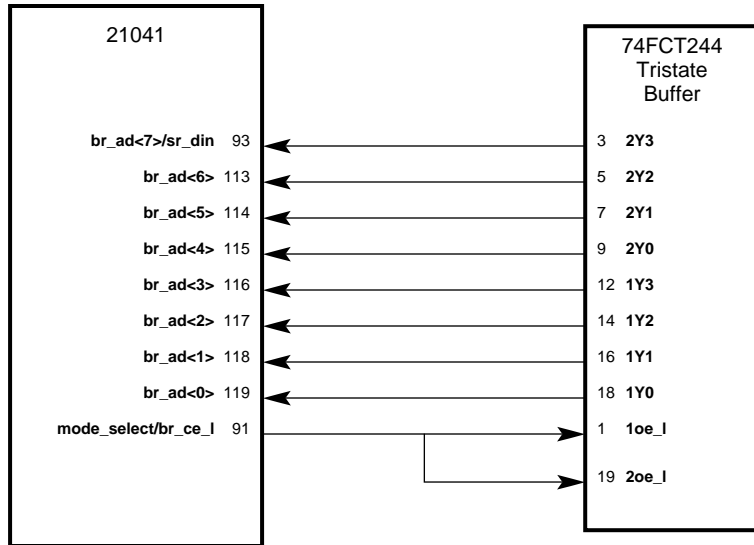 21041
74FCT244
Tristate
Buffer
br_ad<7>/sr_din 93
3 2Y3
br_ad<6> 113
5 2Y2
br_ad<5> 114
7 2Y1
br_ad<4> 115
9 2Y0
br_ad<3> 116
12 1Y3
br_ad<2> 117
14 1Y2
br_ad<1> 118
16 1Y1
br_ad<0> 119
18 1Y0
mode_select/br_ce_l 91
1 1oe_l
19 2oe_l